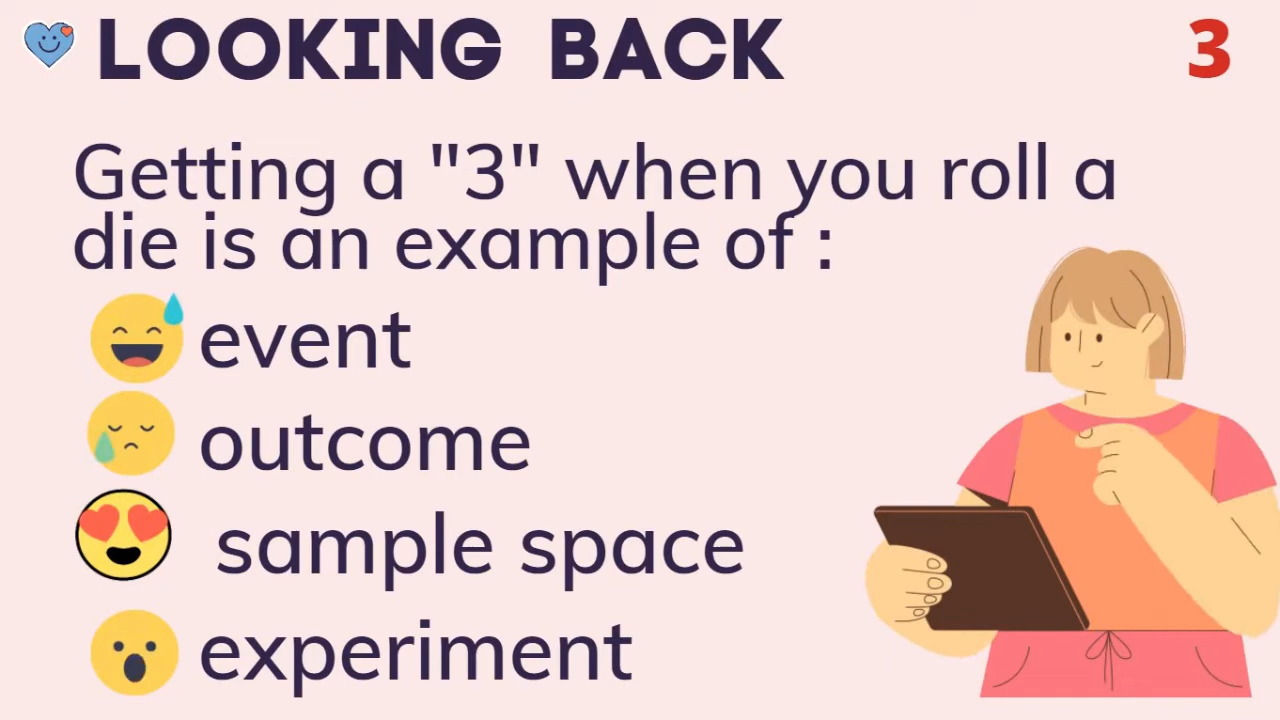 LOOKING BACK
3
Getting a "3" when you roll a
die is an example of :
event
outcome
sample space
experiment